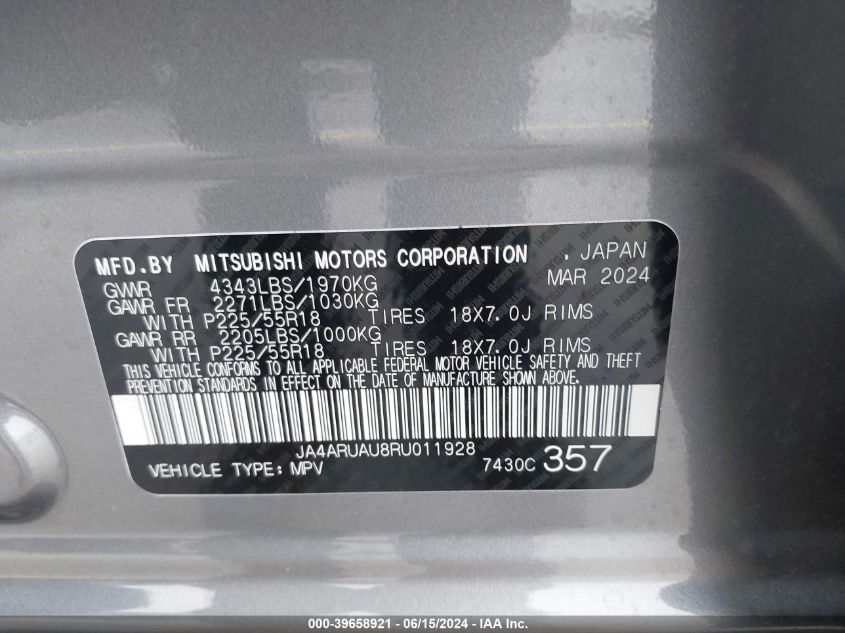 MFD.BY MITSUBISHI MOTORS CORPORATION , JAPAN
GVWR 4343LBS/1970KG MAR 2024
GAWR FR 2271LBS/1030KG
WITH P225/55R18 TIRES 18X7.0J RIMS
GAWR RR 2205LBS/1000KG
WITH P225/55R18 TIRES 18X7.0J RIMS
THIS VEHICLE CONFORMS TO ALL APPLICABLE FEDERAL MOTOR VEHICLE SAFETY AND THEFT
PREVENTION STANDARDS IN EFFECT ON THE DATE OF MANUFACTURE SHOWN ABOVE.
JA4ARUAU8RU011928
VEHICLE TYPE: MPV 7430C 357
000-39658921 - 06/15/2024 - IAA Inc.